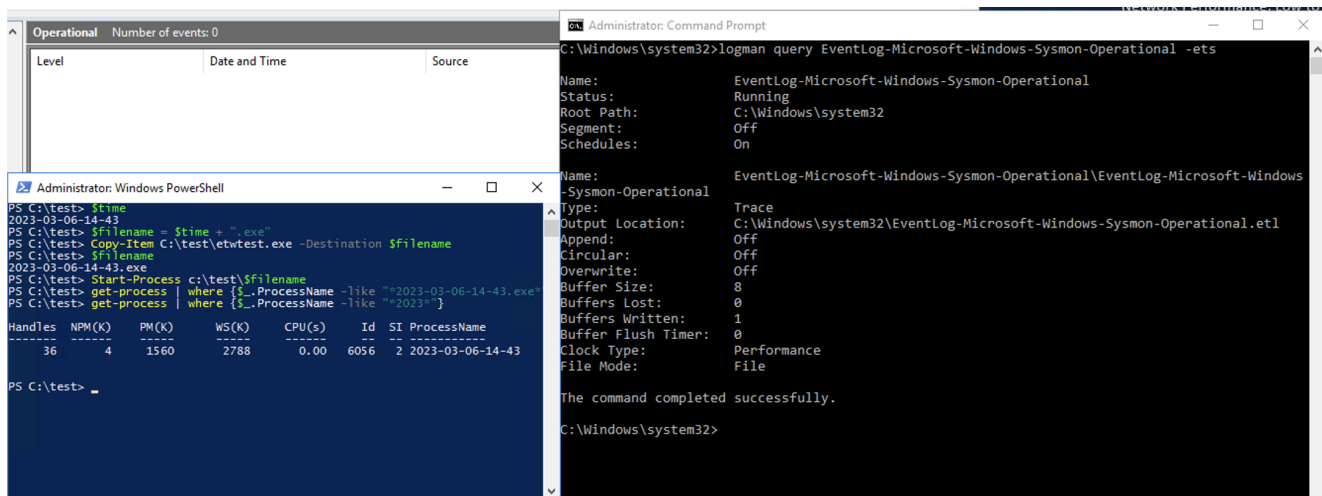 Operational Number of events: 0
Level Date and Time Source
Administrator: Windows PowerShell
PS C:\test> $time
2023-03-06-14-43
PS C:\test> $filename = $time + ".exe"
PS C:\test> Copy-Item C:\test\etwtest.exe -Destination $filename
PS C:\test> $filename
2023-03-06-14-43.exe
PS C:\test> Start-Process c:\test\$filename
PS C:\test> get-process | where {$_.ProcessName -like "*2023-03-06-14-43.exe*"
PS C:\test> get-process | where {$_.ProcessName -like "*2023*"}
Handles NPM(K) PM(K) WS(K) CPU(s) Id SI ProcessName
------- ------ ----- ----- ------ -- -- -----------
36 4 1560 2788 0.00 6056 2 2023-03-06-14-43
PS C:\test> _
Administrator: Command Prompt
C:\Windows\system32>logman query EventLog-Microsoft-Windows-Sysmon-Operational -ets
Name: EventLog-Microsoft-Windows-Sysmon-Operational
Status: Running
Root Path: C:\Windows\system32
Segment: Off
Schedules: On
Name: EventLog-Microsoft-Windows-Sysmon-Operational\EventLog-Microsoft-Windows
-Sysmon-Operational
Type: Trace
Output Location: C:\Windows\system32\EventLog-Microsoft-Windows-Sysmon-Operational.etl
Append: Off
Circular: Off
Overwrite: Off
Buffer Size: 8
Buffers Lost: 0
Buffers Written: 1
Buffer Flush Timer: 0
Clock Type: Performance
File Mode: File
The command completed successfully.
C:\Windows\system32>